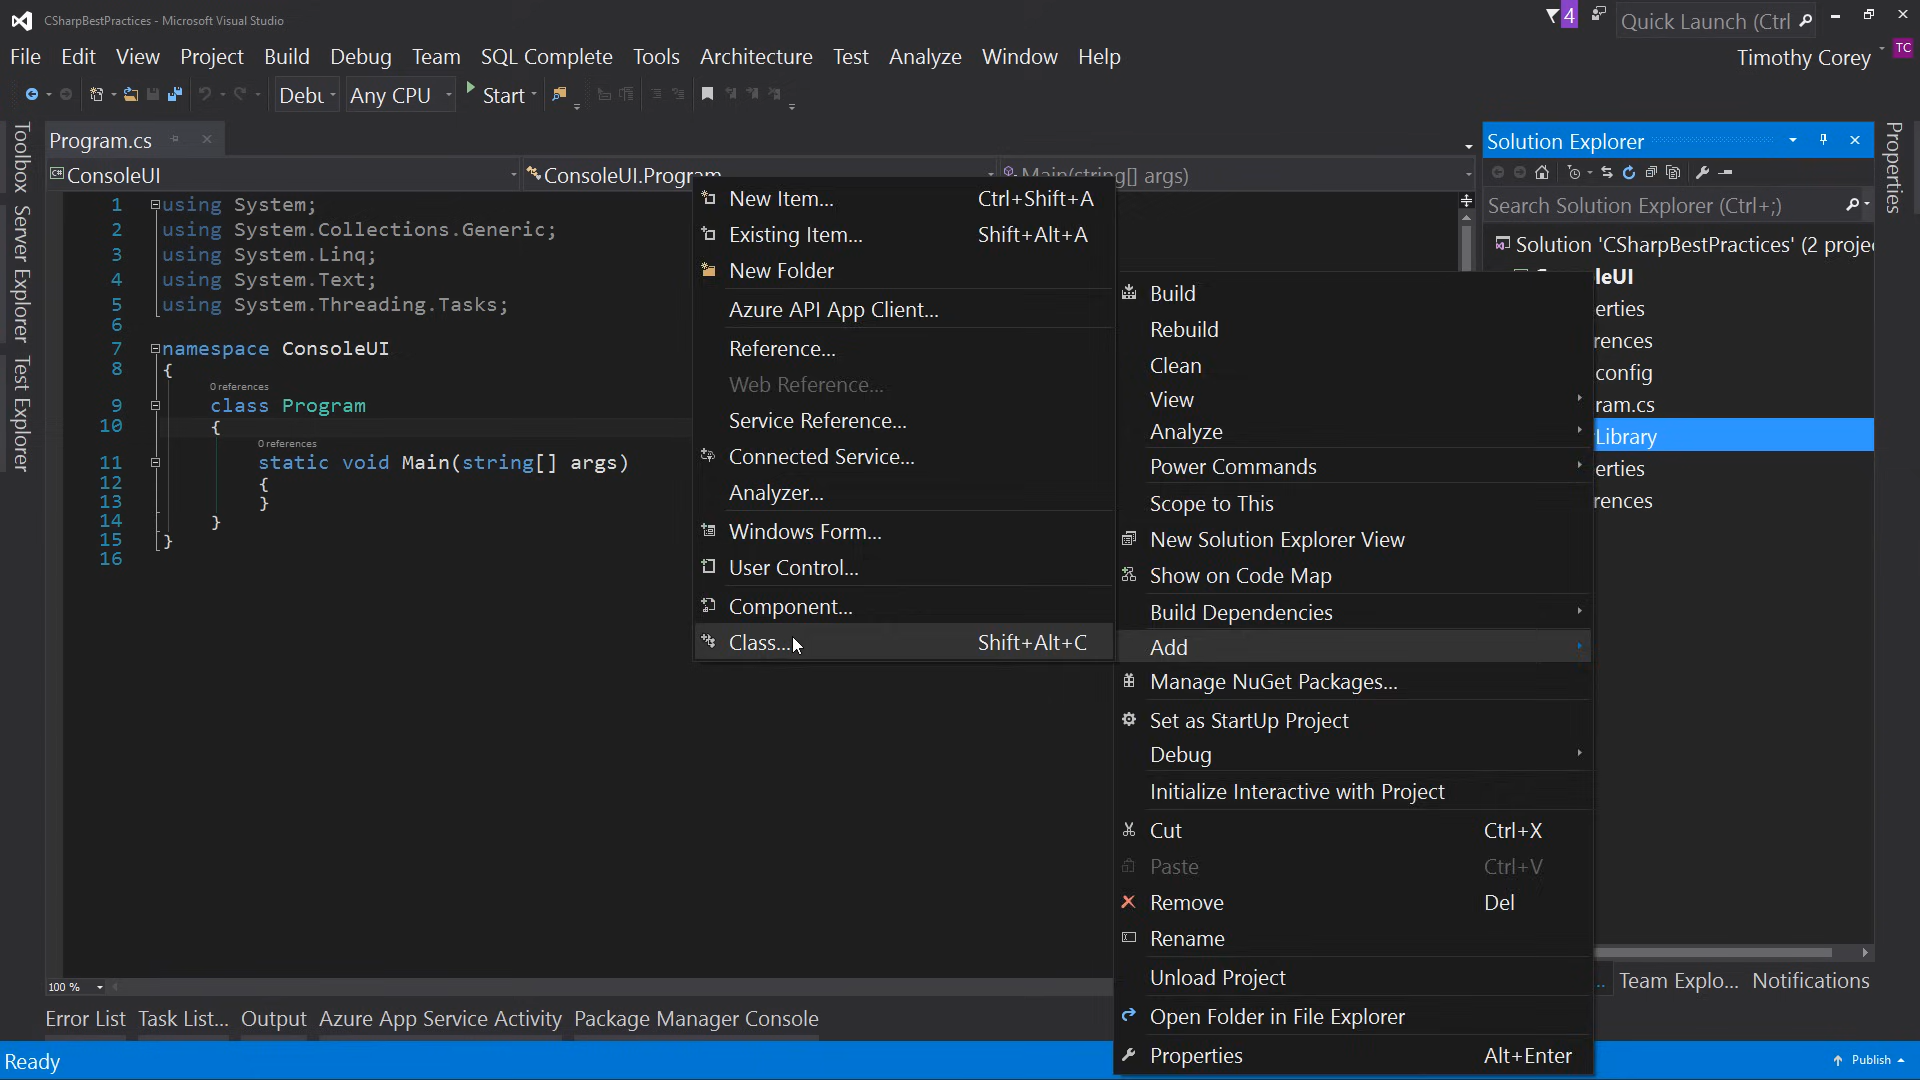 CSharpBestPractices - Microsoft Visual Studio
4
Quick Launch (Ctrl
File Edit View Project Build Debug Team SQL Complete Tools Architecture Test Analyze Window Help
Timothy Corey
TC
Debu
Any CPU
Start
Toolbox
Server Explorer
Test Explorer
Program.cs
ConsoleUI
ConsoleUI.Program
Main(string[] args)
1 using System;
2 using System.Collections.Generic;
3 using System.Linq;
4 using System.Text;
5 using System.Threading.Tasks;
6
7 namespace ConsoleUI
8 {
0 references
9 class Program
10 {
0 references
11 static void Main(string[] args)
12 {
13 }
14 }
15 }
16
New Item... Ctrl+Shift+A
Existing Item... Shift+Alt+A
New Folder
Azure API App Client...
Reference...
Web Reference...
Service Reference...
Connected Service...
Analyzer...
Windows Form...
User Control...
Component...
Class... Shift+Alt+C
Build
Rebuild
Clean
View
Analyze
Power Commands
Scope to This
New Solution Explorer View
Show on Code Map
Build Dependencies
Add
Manage NuGet Packages...
Set as StartUp Project
Debug
Initialize Interactive with Project
Cut Ctrl+X
Paste Ctrl+V
Remove Del
Rename
Unload Project
Open Folder in File Explorer
Properties Alt+Enter
Solution Explorer
Search Solution Explorer (Ctrl+;)
Solution 'CSharpBestPractices' (2 projec
leUI
erties
rences
config
ram.cs
Library
erties
rences
Properties
... Team Explo... Notifications
100 %
Error List Task List... Output Azure App Service Activity Package Manager Console
Ready
Publish